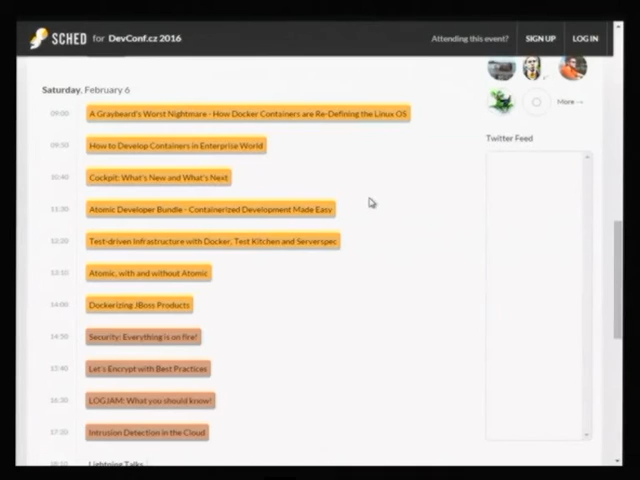 SCHED for DevConf.cz 2016
Attending this event?
SIGN UP
LOG IN
Saturday, February 6
09:00
A Graybeard's Worst Nightmare - How Docker Containers are Re-Defining the Linux OS
More →
Twitter Feed
09:50
How to Develop Containers in Enterprise World
10:40
Cockpit: What's New and What's Next
11:30
Atomic Developer Bundle - Containerized Development Made Easy
12:20
Test-driven Infrastructure with Docker, Test Kitchen and Serverspec
13:10
Atomic, with and without Atomic
14:00
Dockerizing JBoss Products
14:50
Security: Everything is on fire!
15:40
Let's Encrypt with Best Practices
16:30
LOGJAM: What you should know!
17:20
Intrusion Detection in the Cloud
Lightning Talks